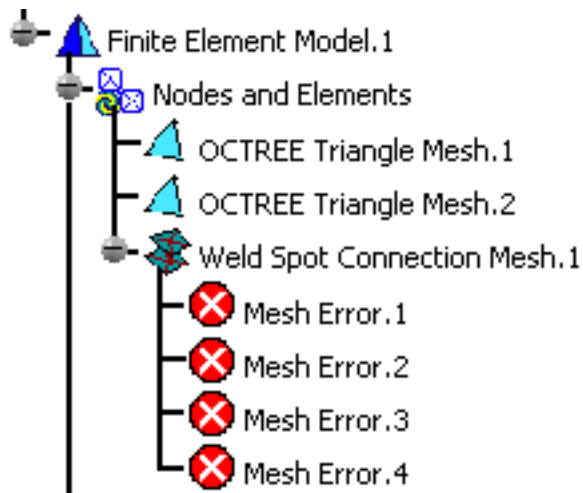 Finite Element Model.1
Nodes and Elements
OCTREE Triangle Mesh.1
OCTREE Triangle Mesh.2
Weld Spot Connection Mesh.1
Mesh Error.1
Mesh Error.2
Mesh Error.3
Mesh Error.4